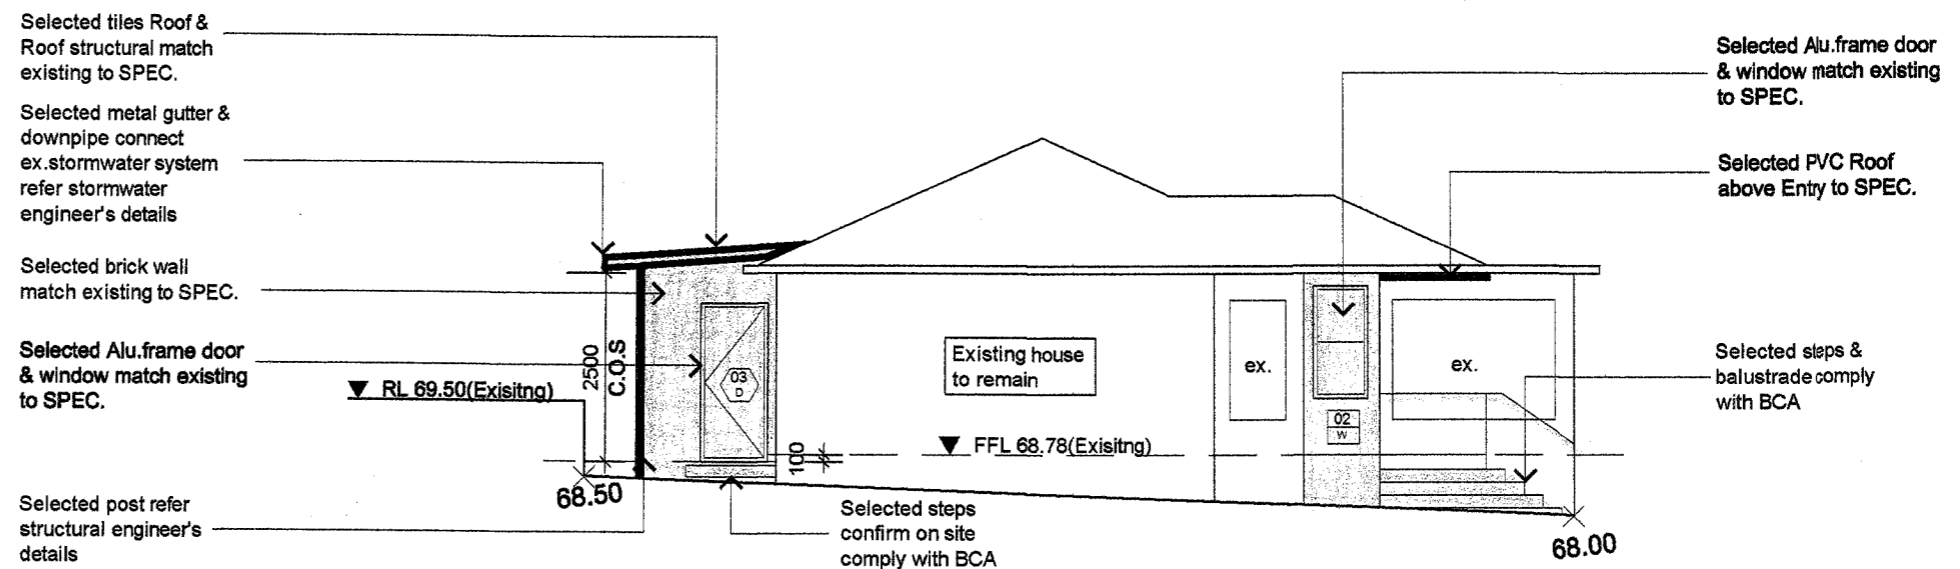 Selected tiles Roof &
Roof structural match
existing to SPEC.
Selected metal gutter &
downpipe connect
ex.stormwater system
refer stormwater
engineer's details
Selected brick wall
match existing to SPEC.
Selected Alu.frame door
& window match existing
to SPEC.
Selected post refer
structural engineer's
details
RL 69.50(Exisitng)
2500
C.O.S
68.50
03
D
100
Selected steps
confirm on site
comply with BCA
Existing house
to remain
FFL 68.78(Exisitng)
ex.
02
W
ex.
68.00
Selected Alu.frame door
& window match existing
to SPEC.
Selected PVC Roof
above Entry to SPEC.
Selected steps &
balustrade comply
with BCA